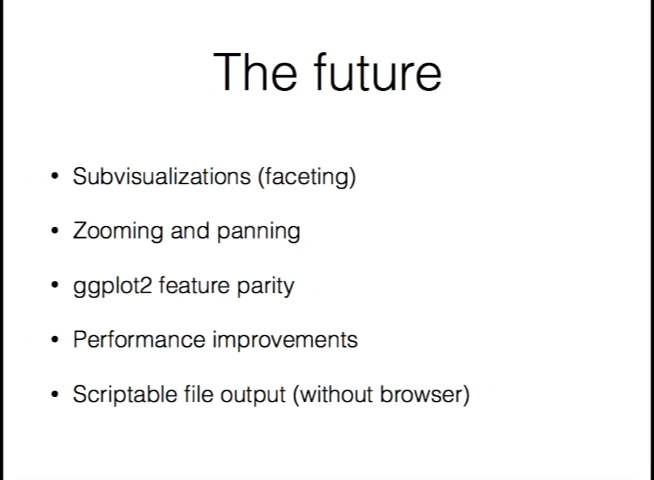 The future
• Subvisualizations (faceting)
• Zooming and panning
• ggplot2 feature parity
• Performance improvements
• Scriptable file output (without browser)